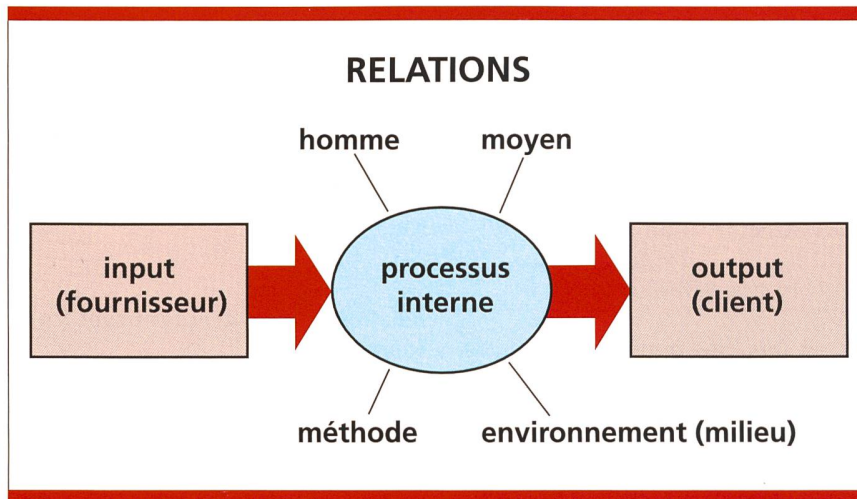 RELATIONS
homme
moyen
input
(fournisseur)
processus
interne
output
(client)
méthode
environnement (milieu)